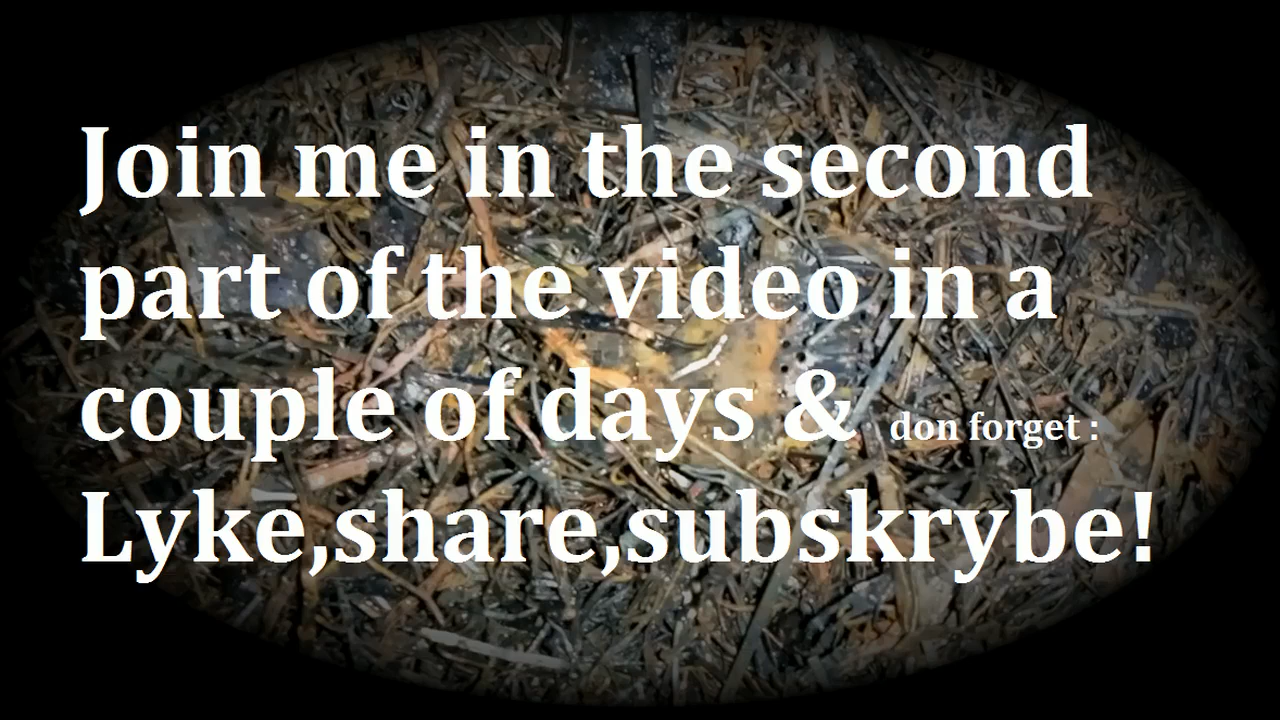 Join me in the second
part of the video in a
couple of days & don forget :
Lyke,share,subskrybe!